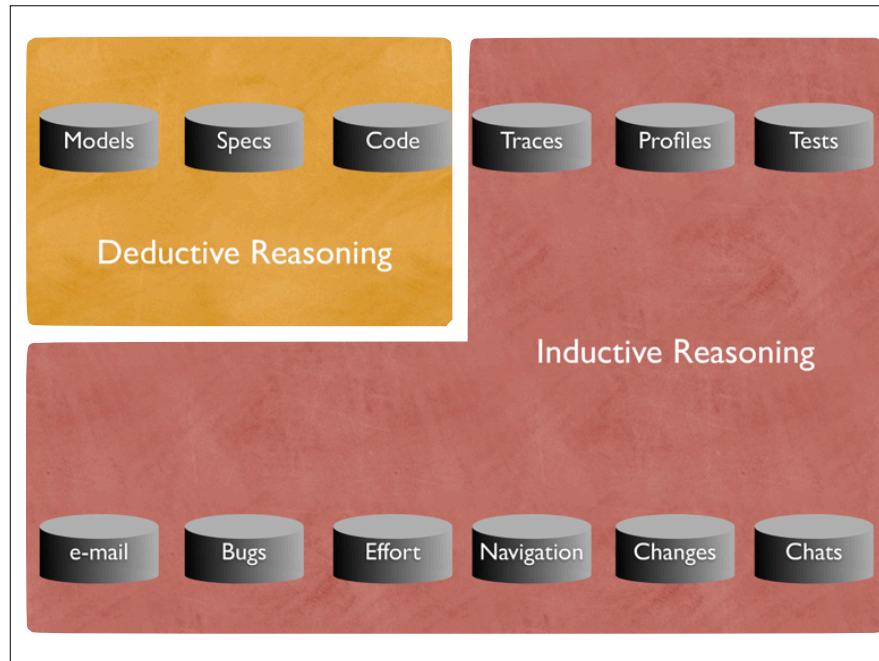 Models Specs Code Traces Profiles Tests
Deductive Reasoning
Inductive Reasoning
e-mail Bugs Effort Navigation Changes Chats